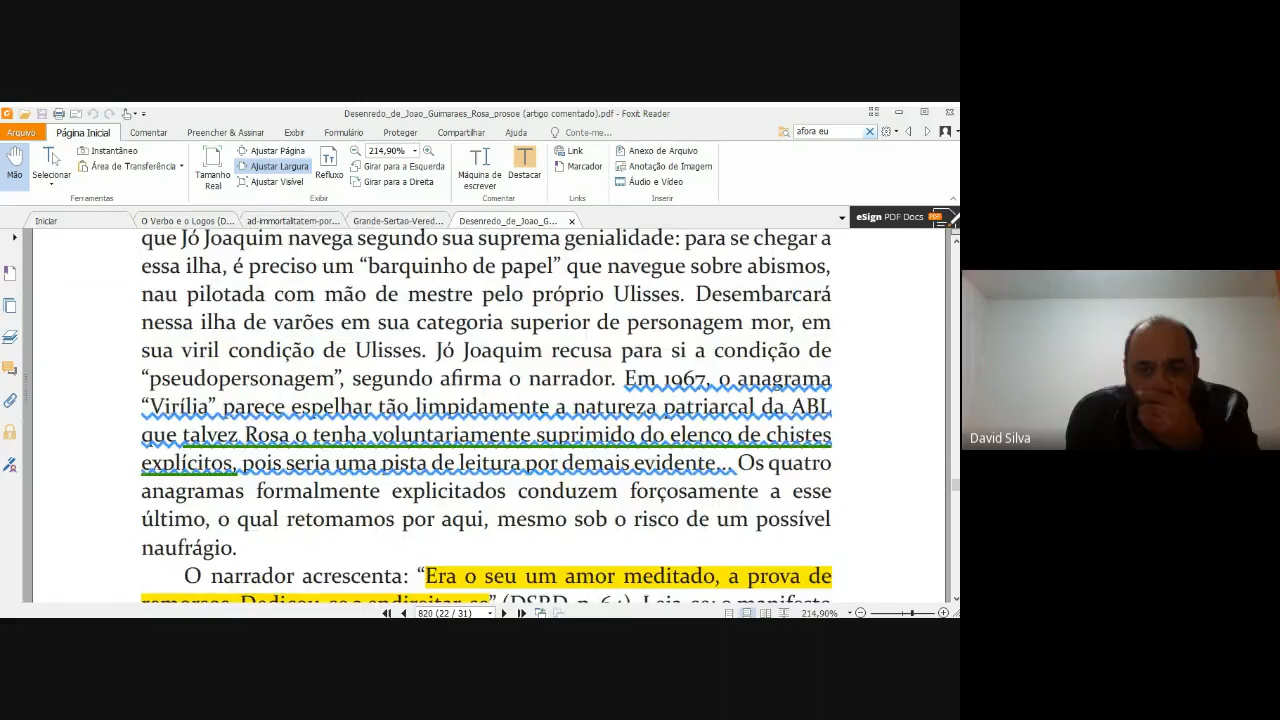 Desenredo_de_Joao_Guimaraes_Rosa_prosoe (artigo comentado).pdf - Foxit Reader
Arquivo Página Inicial Comentar Preencher & Assinar Exibir Formulário Proteger Compartilhar Ajuda Conte-me... afora eu
Mão
Selecionar
Instantâneo
Área de Transferência
Ferramentas
Tamanho Real
Ajustar Página
Ajustar Largura
Ajustar Visível
Refluxo
214,90%
Girar para a Esquerda
Girar para a Direita
Exibir
Máquina de escrever
Destacar
Comentar
Link
Marcador
Links
Anexo de Arquivo
Anotação de Imagem
Áudio e Vídeo
Inserir
Iniciar O Verbo e o Logos (D... ad-immortalitatem-por... Grande-Sertao-Vered... Desenredo_de_Joao_G... eSign PDF Docs
que Jó Joaquim navega segundo sua suprema genialidade: para se chegar a
essa ilha, é preciso um “barquinho de papel” que navegue sobre abismos,
nau pilotada com mão de mestre pelo próprio Ulisses. Desembarcará
nessa ilha de varões em sua categoria superior de personagem mor, em
sua viril condição de Ulisses. Jó Joaquim recusa para si a condição de
“pseudopersonagem”, segundo afirma o narrador. Em 1967, o anagrama
“Virília” parece espelhar tão limpidamente a natureza patriarcal da ABL
que talvez Rosa o tenha voluntariamente suprimido do elenco de chistes
explícitos, pois seria uma pista de leitura por demais evidente... Os quatro
anagramas formalmente explicitados conduzem forçosamente a esse
último, o qual retomamos por aqui, mesmo sob o risco de um possível
naufrágio.
O narrador acrescenta: “Era o seu um amor meditado, a prova de
remorsos. Dedicou-se a endireitar-se” (DSRD, p. 64). Leia-se: o manifesto
820 (22 / 31)
214,90%
David Silva